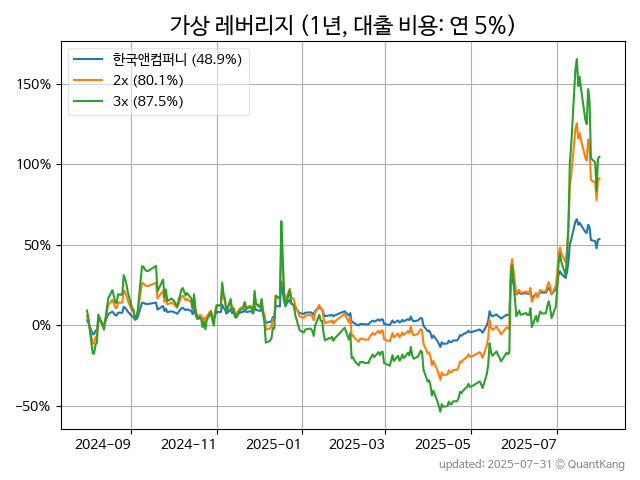 가상 레버리지 (1년, 대출 비용: 연 5%)
한국앤컴퍼니 (48.9%)
2x (80.1%)
3x (87.5%)
150%
100%
50%
0%
−50%
2024-09
2024-11
2025-01
2025-03
2025-05
2025-07
updated: 2025-07-31 © QuantKang